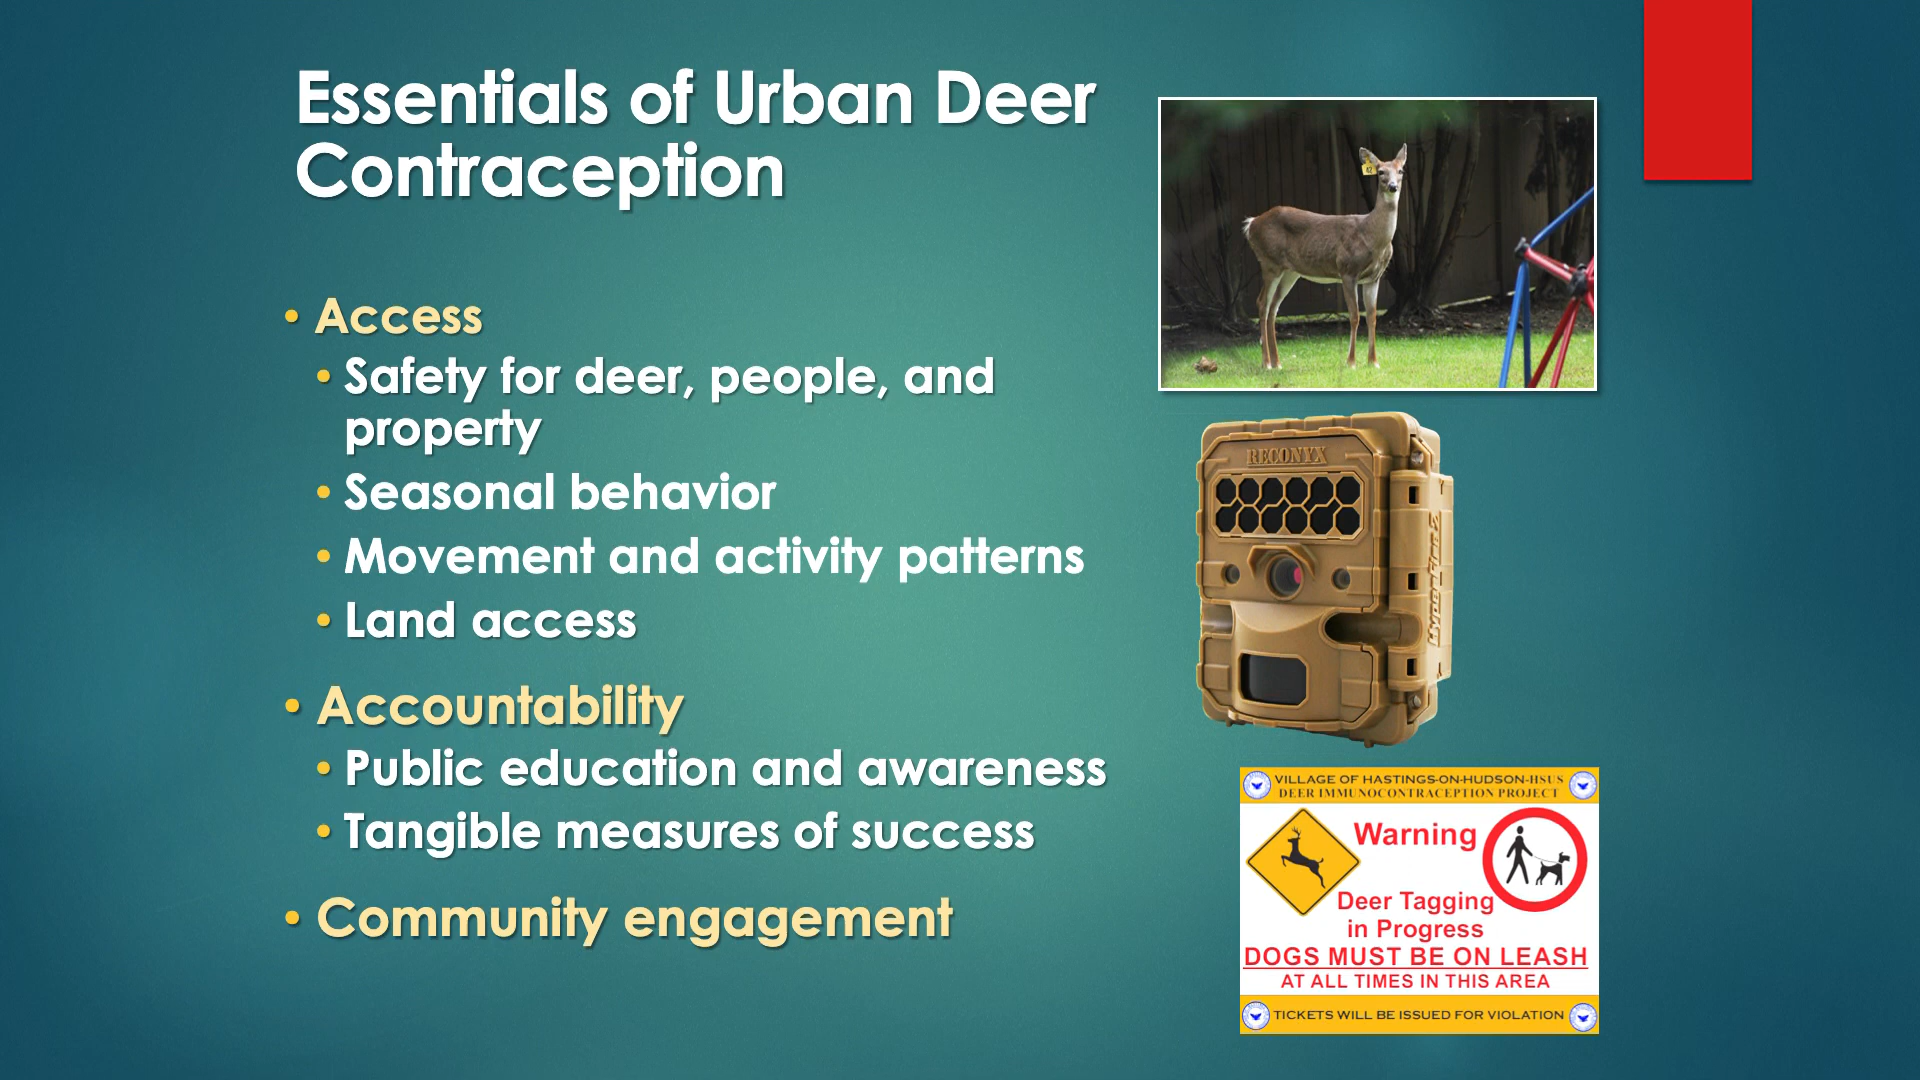 Essentials of Urban Deer
Contraception
• Access
• Safety for deer, people, and
property
• Seasonal behavior
• Movement and activity patterns
• Land access
• Accountability
• Public education and awareness
• Tangible measures of success
• Community engagement
42
RECONYX
HyperFire 2
VILLAGE OF HASTINGS-ON-HUDSON-HSUS
DEER IMMUNOCONTRACEPTION PROJECT
Warning
Deer Tagging
in Progress
DOGS MUST BE ON LEASH
AT ALL TIMES IN THIS AREA
TICKETS WILL BE ISSUED FOR VIOLATION